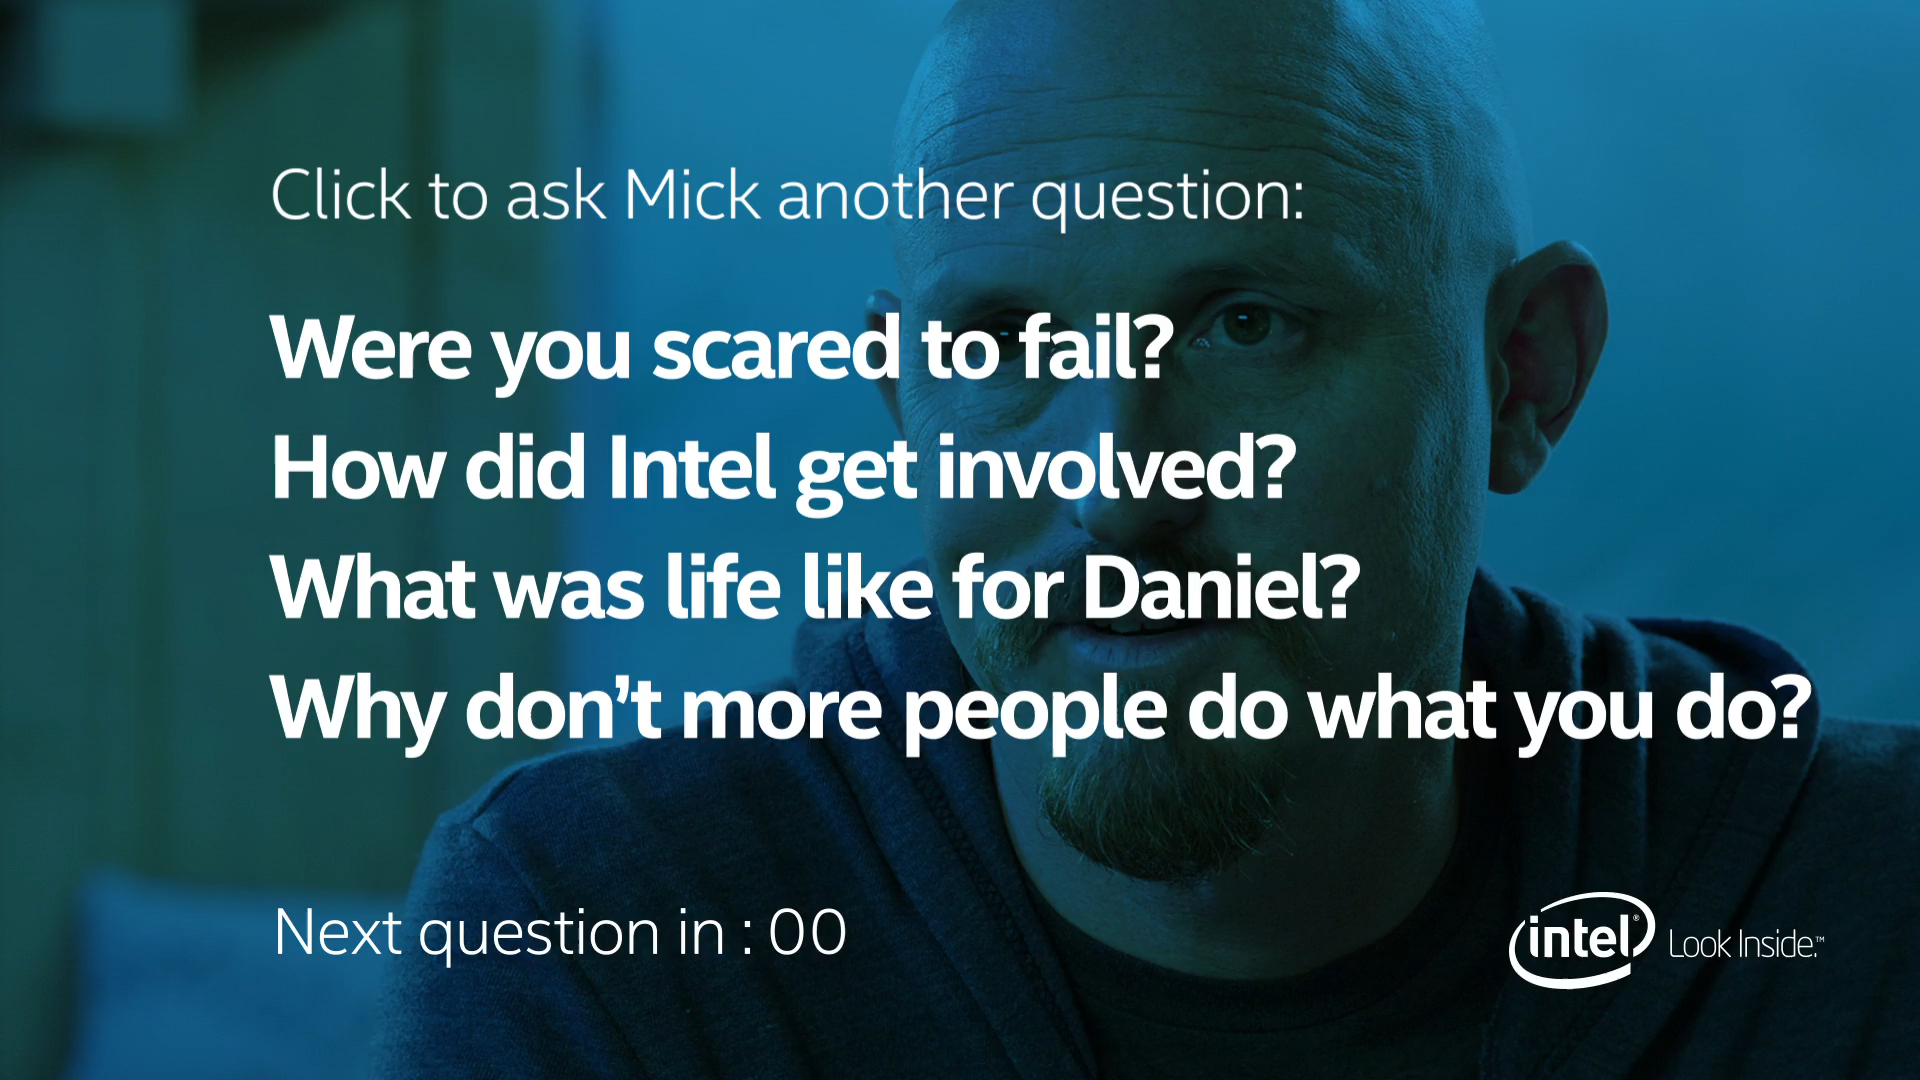 Click to ask Mick another question:
Were you scared to fail?
How did Intel get involved?
What was life like for Daniel?
Why don’t more people do what you do?
Next question in : 00
intel® Look Inside.™